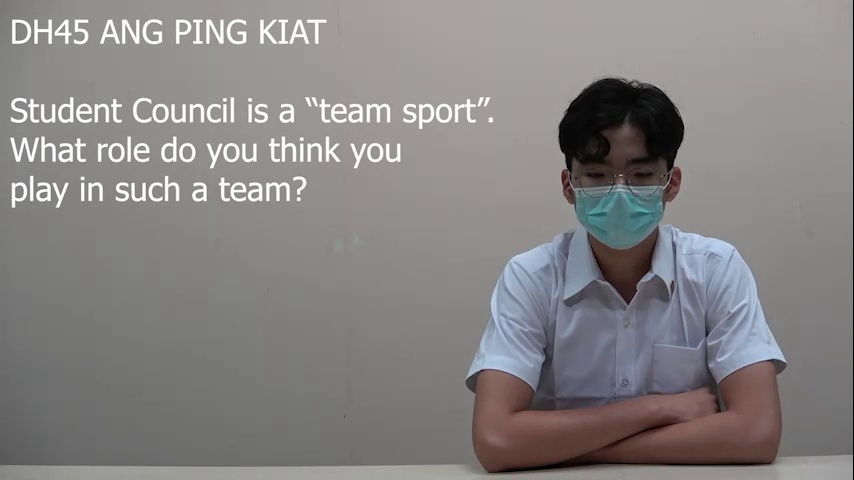 DH45 ANG PING KIAT
Student Council is a “team sport”.
What role do you think you
play in such a team?